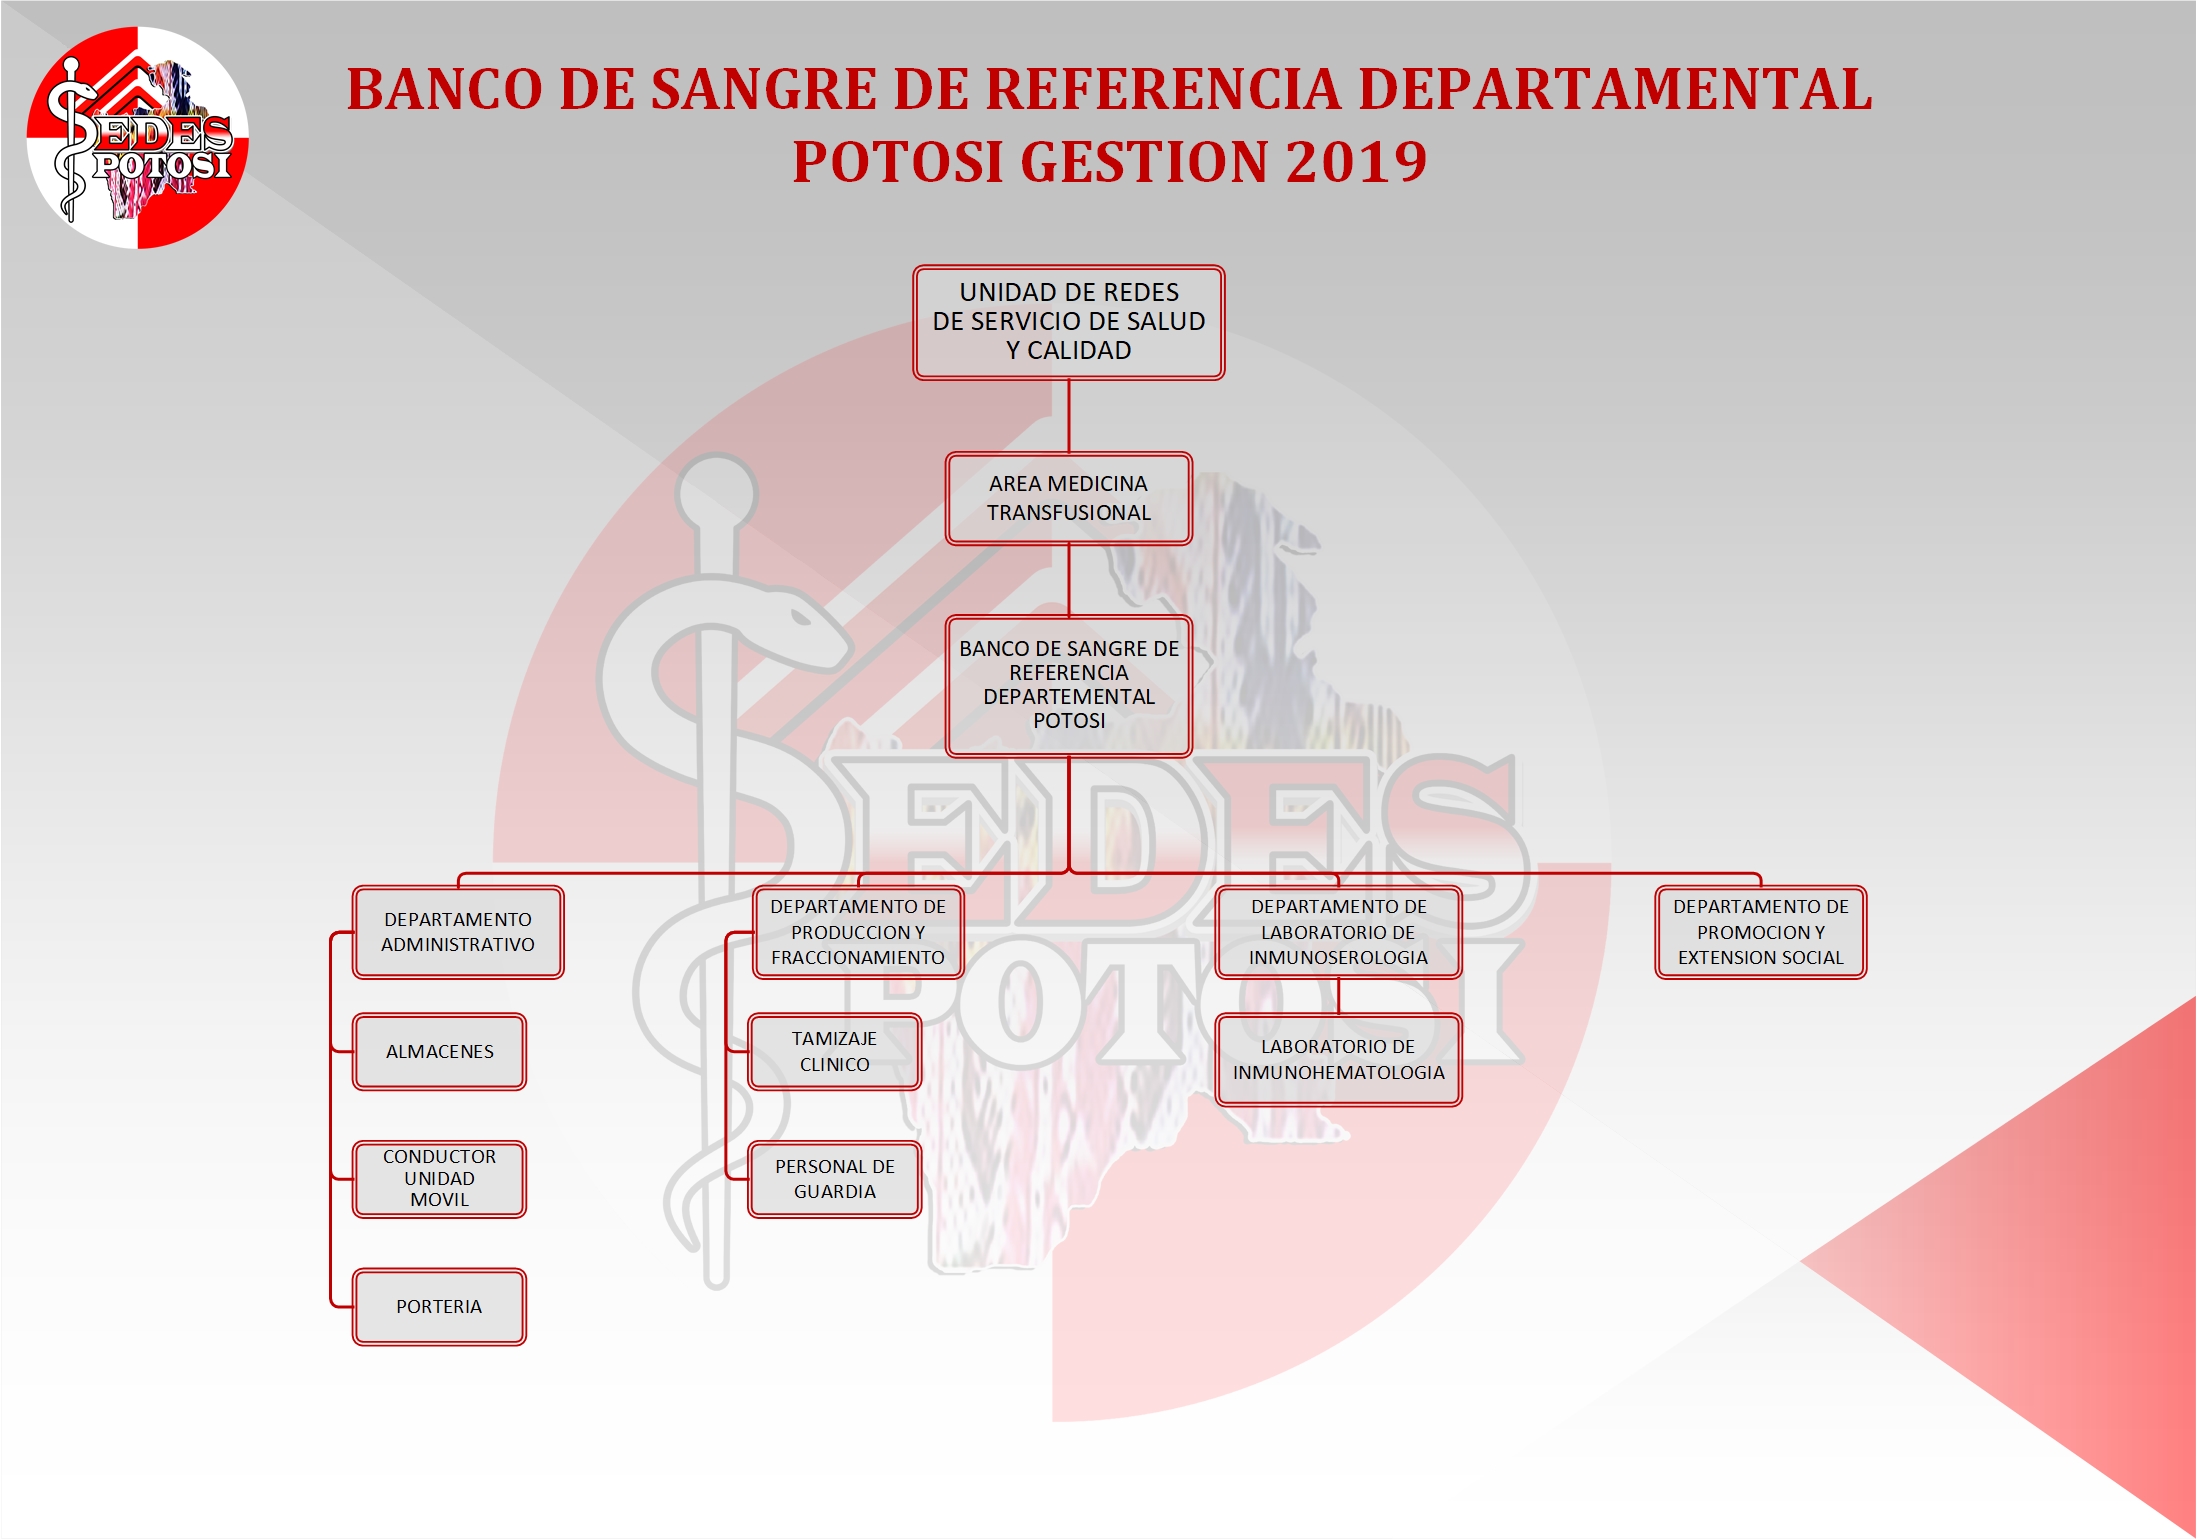 EDES
POTOSI
BANCO DE SANGRE DE REFERENCIA DEPARTAMENTAL
POTOSI GESTION 2019
UNIDAD DE REDES
DE SERVICIO DE SALUD
Y CALIDAD
AREA MEDICINA
TRANSFUSIONAL
BANCO DE SANGRE DE
REFERENCIA
DEPARTEMENTAL
POTOSI
EDES
POTOSI
DEPARTAMENTO
ADMINISTRATIVO
ALMACENES
CONDUCTOR
UNIDAD
MOVIL
PORTERIA
DEPARTAMENTO DE
PRODUCCION Y
FRACCIONAMIENTO
TAMIZAJE
CLINICO
PERSONAL DE
GUARDIA
DEPARTAMENTO DE
LABORATORIO DE
INMUNOSEROLOGIA
LABORATORIO DE
INMUNOHEMATOLOGIA
DEPARTAMENTO DE
PROMOCION Y
EXTENSION SOCIAL